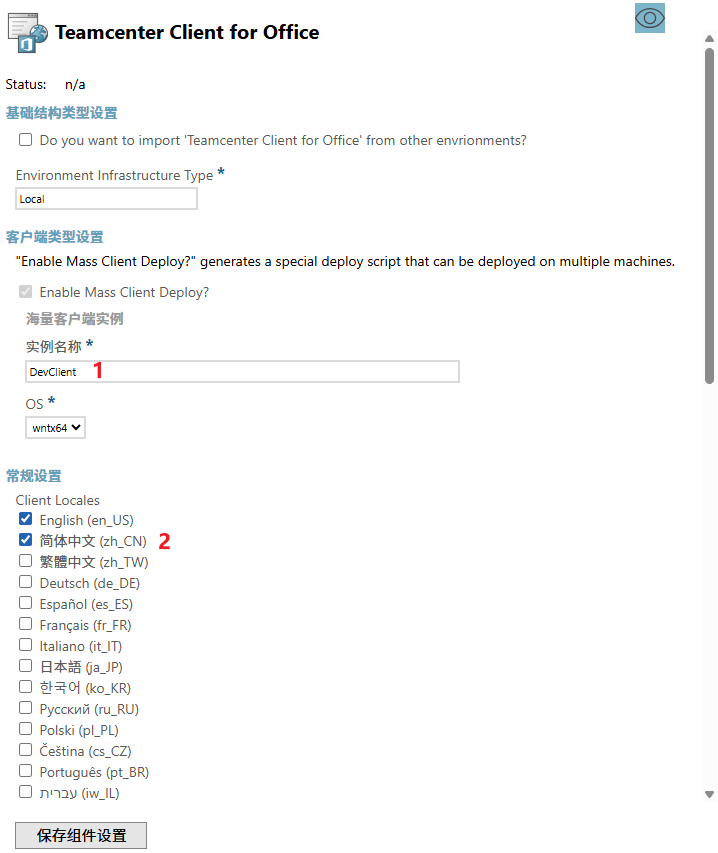 Teamcenter Client for Office
Status: n/a
基础结构类型设置
Do you want to import 'Teamcenter Client for Office' from other envrionments?
Environment Infrastructure Type *
Local
客户端类型设置
"Enable Mass Client Deploy?" generates a special deploy script that can be deployed on multiple machines.
Enable Mass Client Deploy?
海量客户端实例
实例名称 *
DevClient 1
OS *
wntx64
常规设置
Client Locales
English (en_US)
简体中文 (zh_CN) 2
繁體中文 (zh_TW)
Deutsch (de_DE)
Español (es_ES)
Français (fr_FR)
Italiano (it_IT)
日本語 (ja_JP)
한국어 (ko_KR)
Русский (ru_RU)
Polski (pl_PL)
Čeština (cs_CZ)
Português (pt_BR)
עברית (iw_IL)
保存组件设置